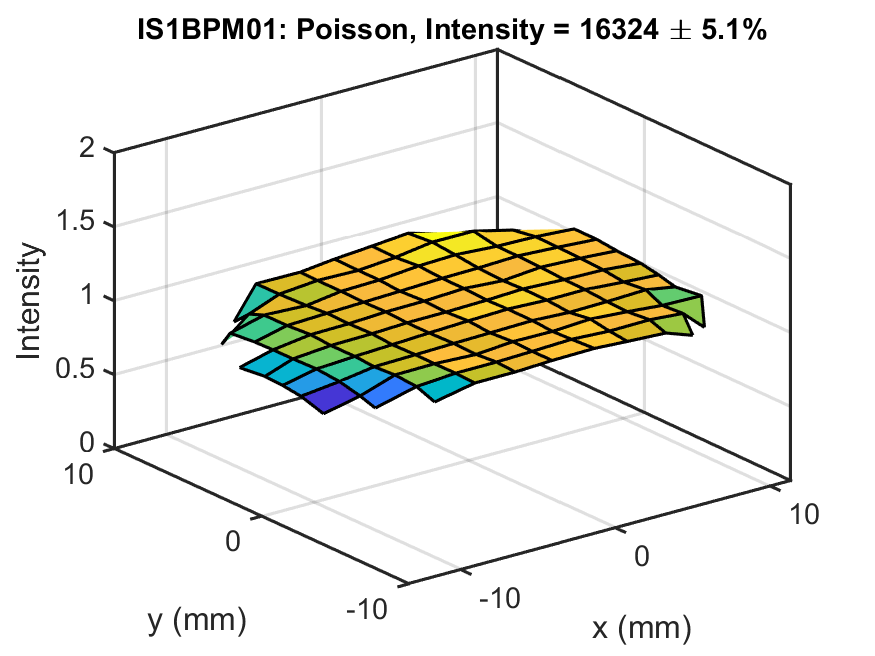 IS1BPM01: Poisson, Intensity = 16324 ± 5.1%
2
1.5
1
0.5
0
Intensity
10
0
-10
y (mm)
-10
0
10
x (mm)